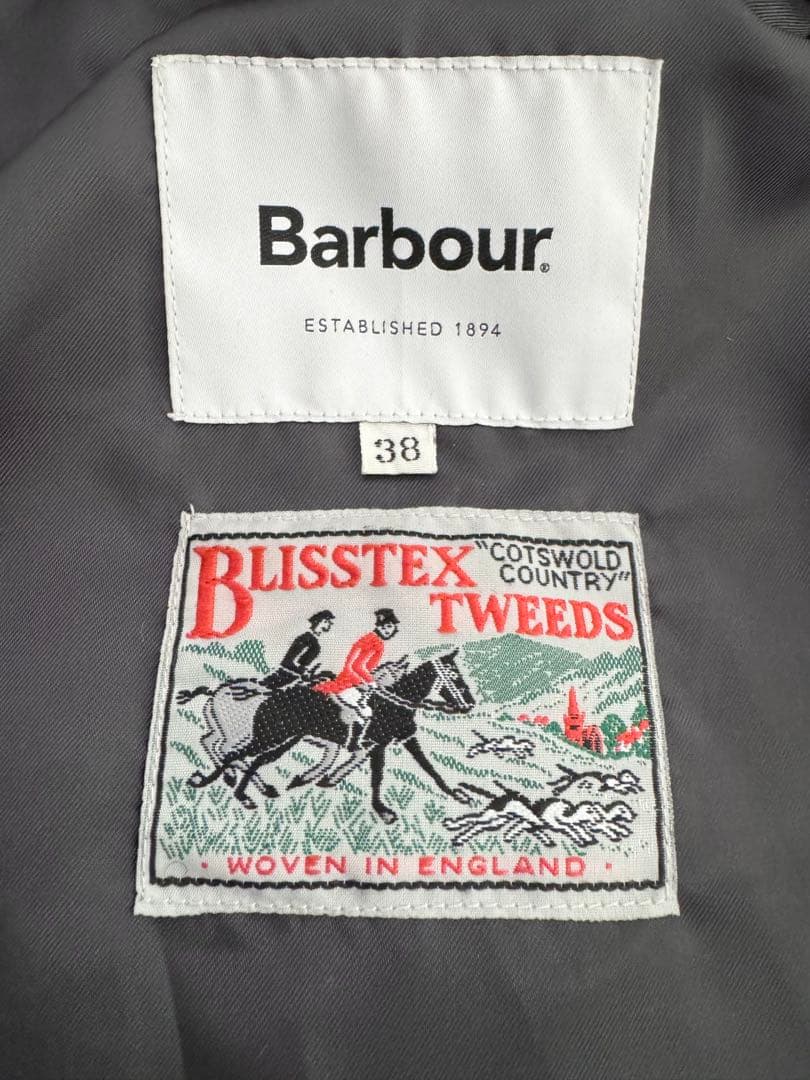 Barbour®
ESTABLISHED 1894
38
BLISSTEX "COTSWOLD
COUNTRY"
TWEEDS
· WOVEN IN ENGLAND ·